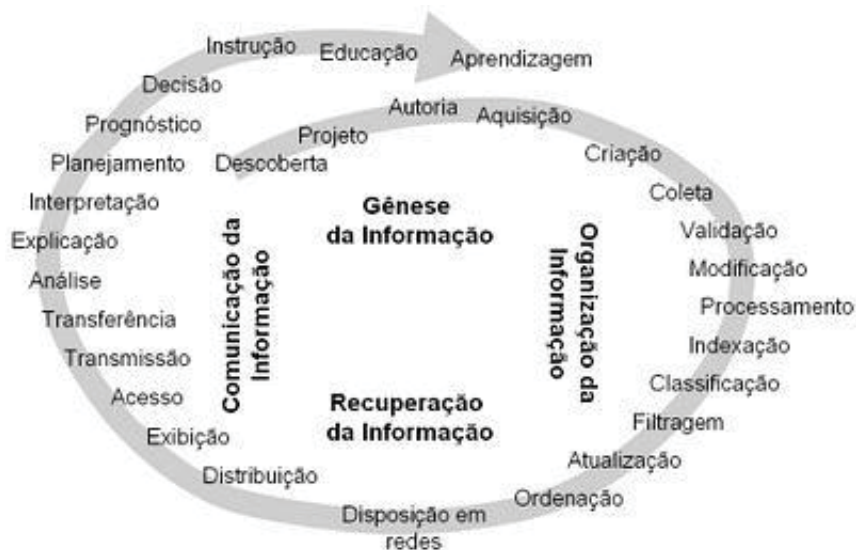 Descoberta
Projeto
Autoria
Aquisição
Criação
Coleta
Validação
Modificação
Processamento
Indexação
Classificação
Filtragem
Atualização
Ordenação
Disposição em
redes
Distribuição
Exibição
Acesso
Transmissão
Transferência
Análise
Explicação
Interpretação
Planejamento
Prognóstico
Decisão
Instrução
Educação
Aprendizagem
Gênese
da Informação
Organização da
Informação
Recuperação
da Informação
Comunicação da
Informação